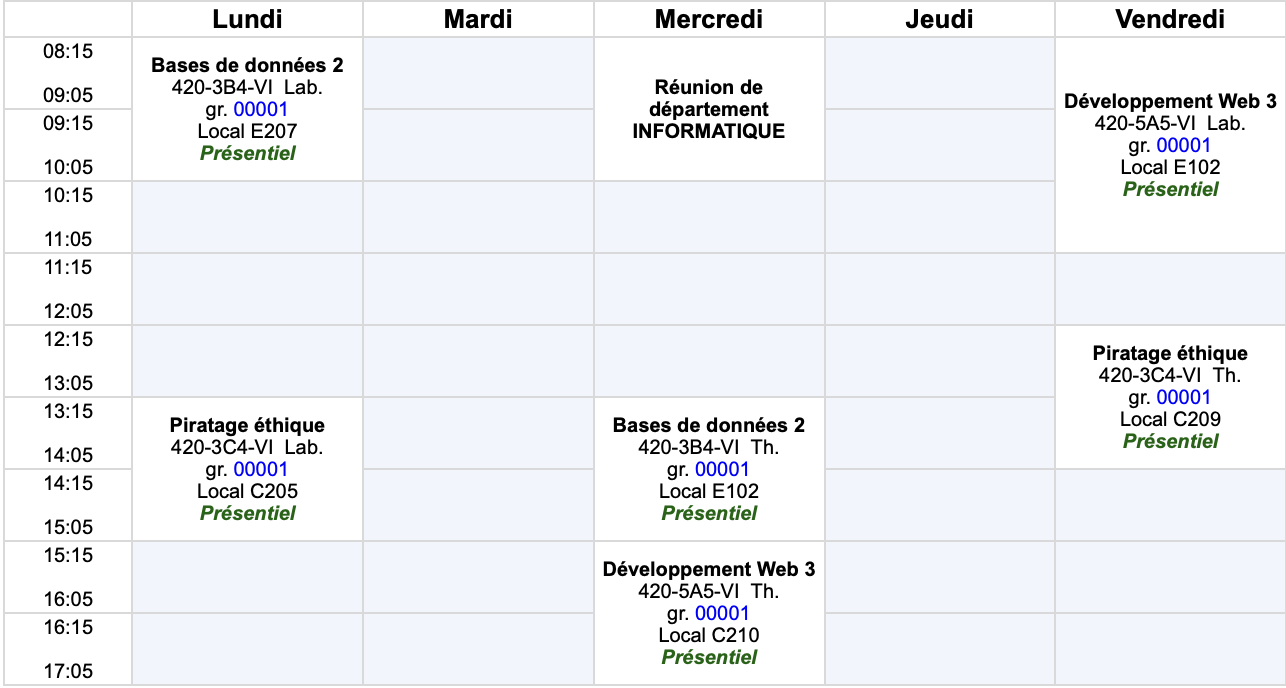 Lundi
Mardi
Mercredi
Jeudi
Vendredi
08:15
09:05
09:15
10:05
10:15
11:05
11:15
12:05
12:15
13:05
13:15
14:05
14:15
15:05
15:15
16:05
16:15
17:05
Bases de données 2
420-3B4-VI Lab.
gr. 00001
Local E207
Présentiel
Piratage éthique
420-3C4-VI Lab.
gr. 00001
Local C205
Présentiel
Réunion de
département
INFORMATIQUE
Bases de données 2
420-3B4-VI Th.
gr. 00001
Local E102
Présentiel
Développement Web 3
420-5A5-VI Th.
gr. 00001
Local C210
Présentiel
Développement Web 3
420-5A5-VI Lab.
gr. 00001
Local E102
Présentiel
Piratage éthique
420-3C4-VI Th.
gr. 00001
Local C209
Présentiel